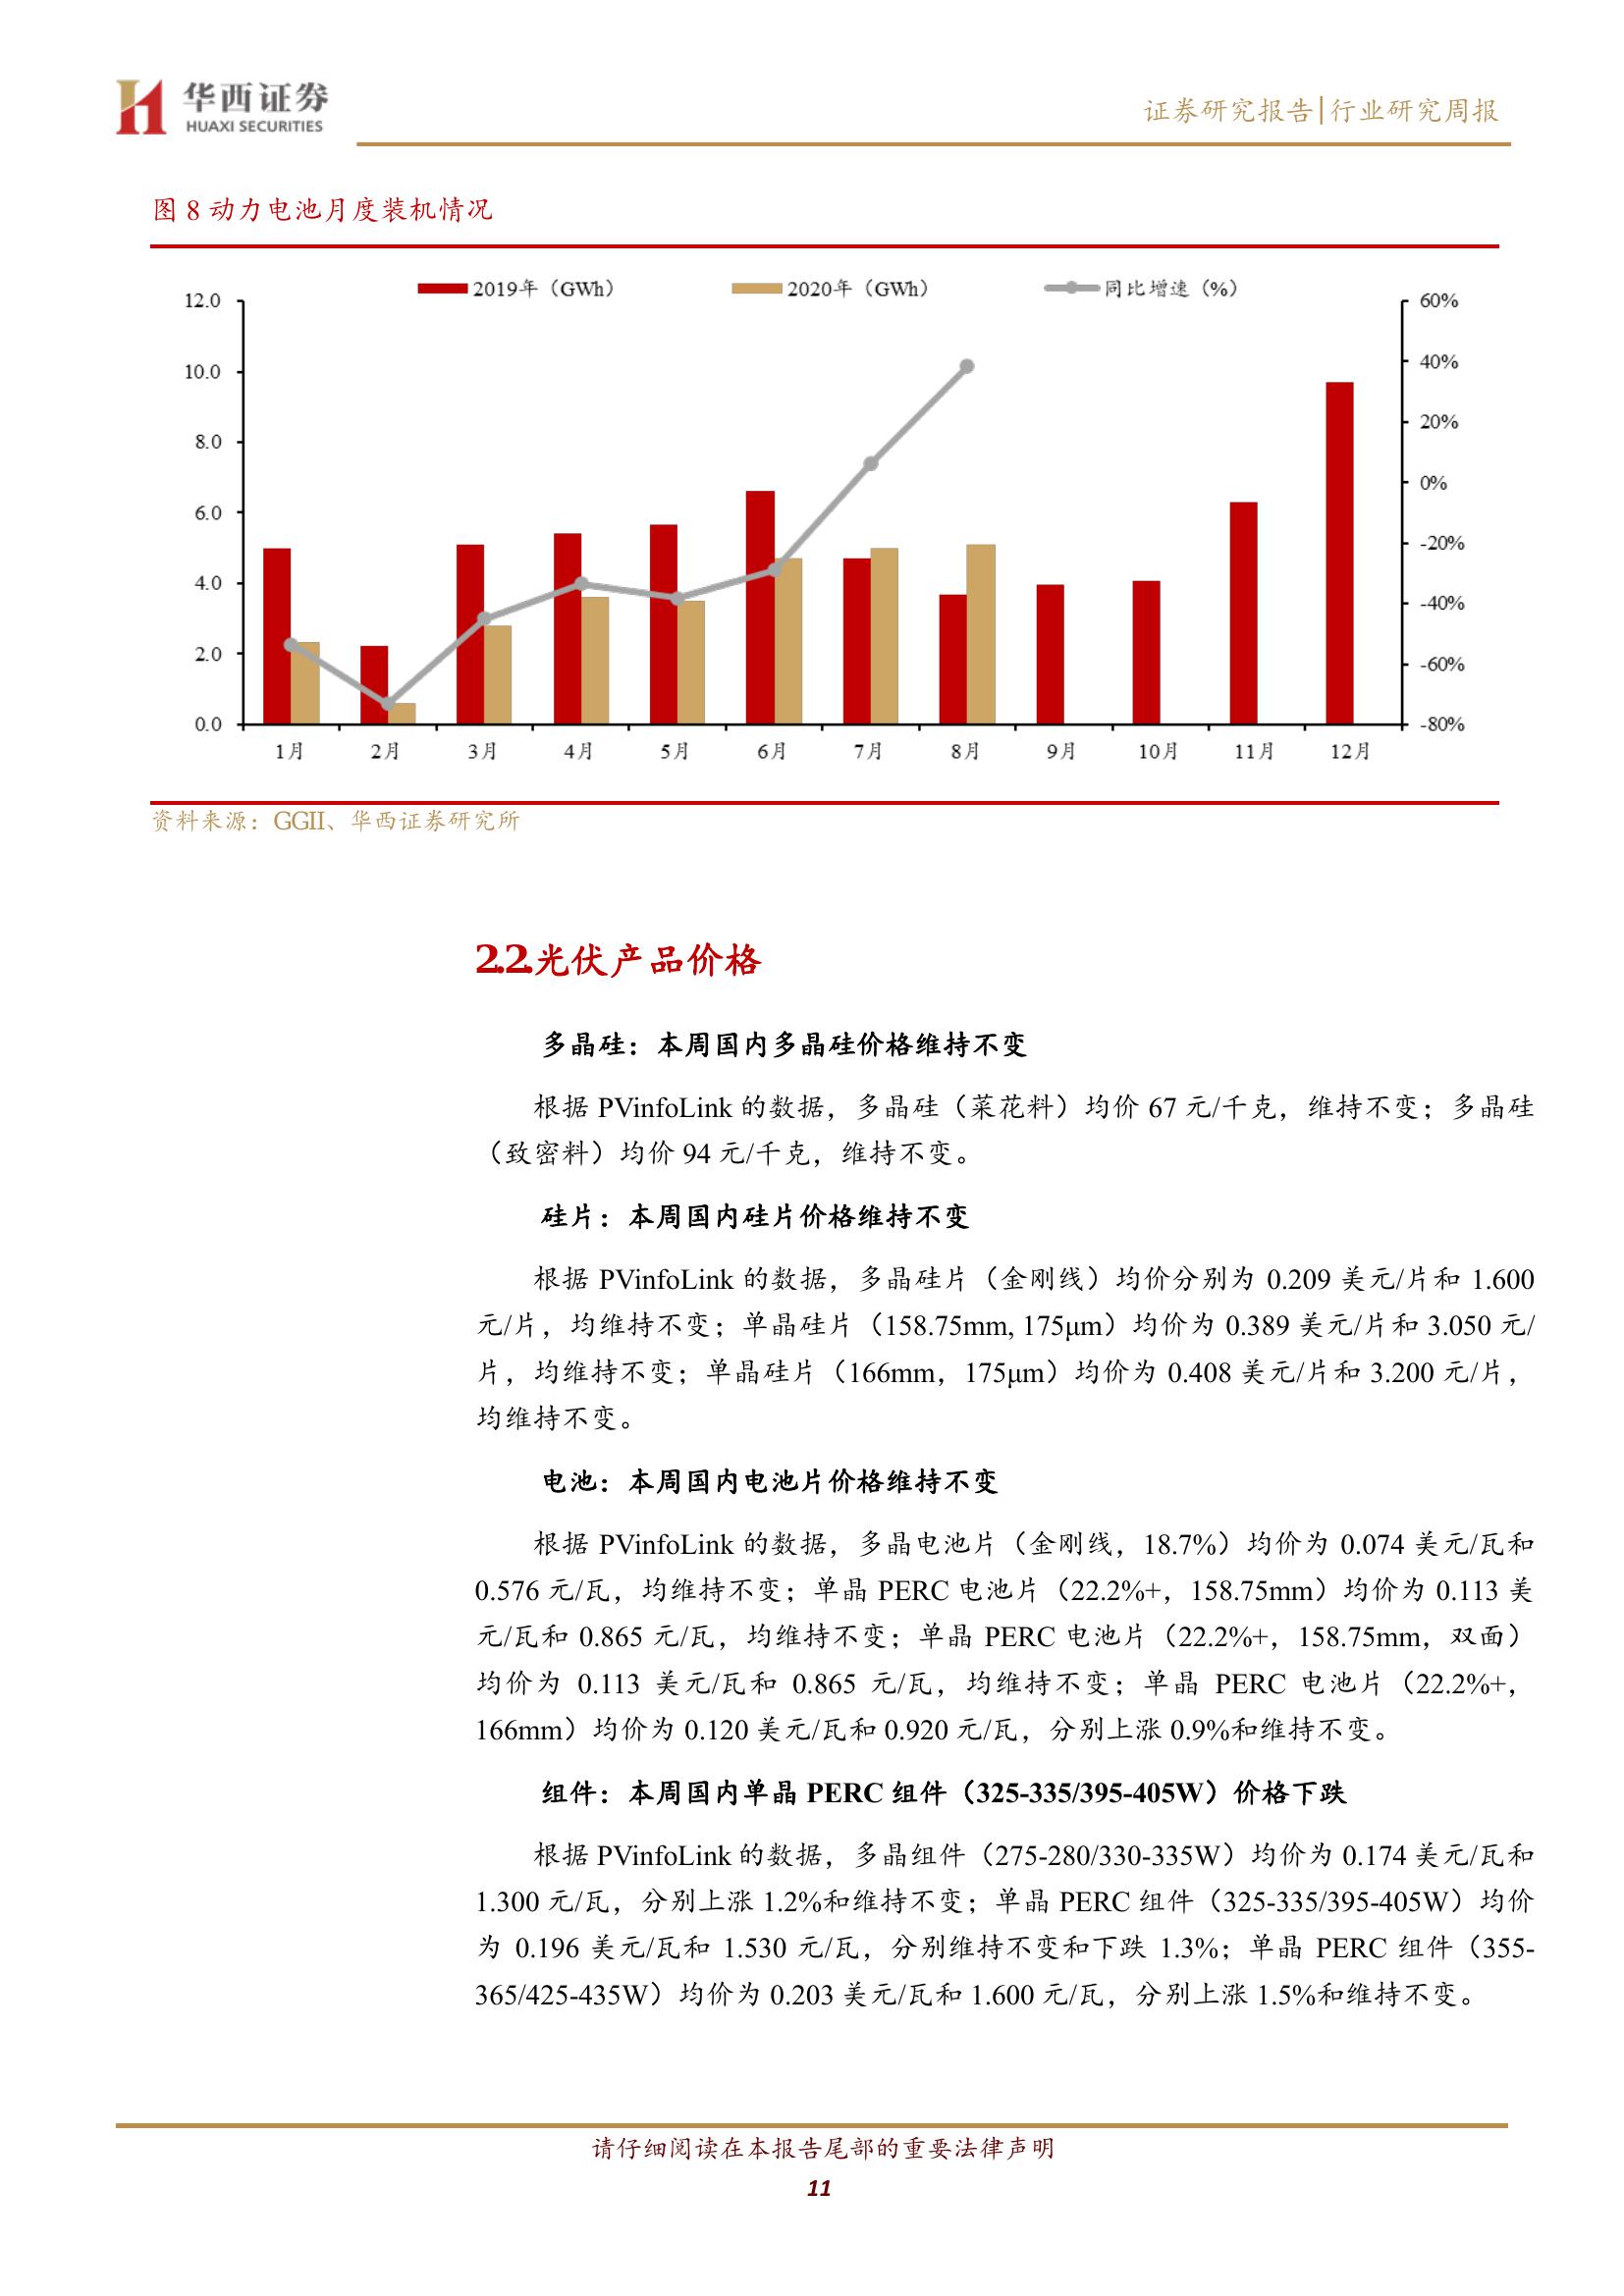 华西证券
HUAXI SECURITIES
证券研究报告|行业研究周报
图 8 动力电池月度装机情况
2019年（GWh） 2020年（GWh） 同比增速（%）
12.0 60%
10.0 40%
8.0 20%
6.0 0%
4.0 -20%
2.0 -40%
0.0 -60%
-80%
1月 2月 3月 4月 5月 6月 7月 8月 9月 10月 11月 12月
资料来源：GGII、华西证券研究所
2.2.光伏产品价格
多晶硅：本周国内多晶硅价格维持不变
根据 PVinfoLink 的数据，多晶硅（菜花料）均价 67 元/千克，维持不变；多晶硅
（致密料）均价 94 元/千克，维持不变。
硅片：本周国内硅片价格维持不变
根据 PVinfoLink 的数据，多晶硅片（金刚线）均价分别为 0.209 美元/片和 1.600
元/片，均维持不变；单晶硅片（158.75mm, 175μm）均价为 0.389 美元/片和 3.050 元/
片，均维持不变；单晶硅片（166mm，175μm）均价为 0.408 美元/片和 3.200 元/片，
均维持不变。
电池：本周国内电池片价格维持不变
根据 PVinfoLink 的数据，多晶电池片（金刚线，18.7%）均价为 0.074 美元/瓦和
0.576 元/瓦，均维持不变；单晶 PERC 电池片（22.2%+，158.75mm）均价为 0.113 美
元/瓦和 0.865 元/瓦，均维持不变；单晶 PERC 电池片（22.2%+，158.75mm，双面）
均价为 0.113 美元/瓦和 0.865 元/瓦，均维持不变；单晶 PERC 电池片（22.2%+，
166mm）均价为 0.120 美元/瓦和 0.920 元/瓦，分别上涨 0.9%和维持不变。
组件：本周国内单晶 PERC 组件（325-335/395-405W）价格下跌
根据 PVinfoLink 的数据，多晶组件（275-280/330-335W）均价为 0.174 美元/瓦和
1.300 元/瓦，分别上涨 1.2%和维持不变；单晶 PERC 组件（325-335/395-405W）均价
为 0.196 美元/瓦和 1.530 元/瓦，分别维持不变和下跌 1.3%；单晶 PERC 组件（355-
365/425-435W）均价为 0.203 美元/瓦和 1.600 元/瓦，分别上涨 1.5%和维持不变。
请仔细阅读在本报告尾部的重要法律声明
11